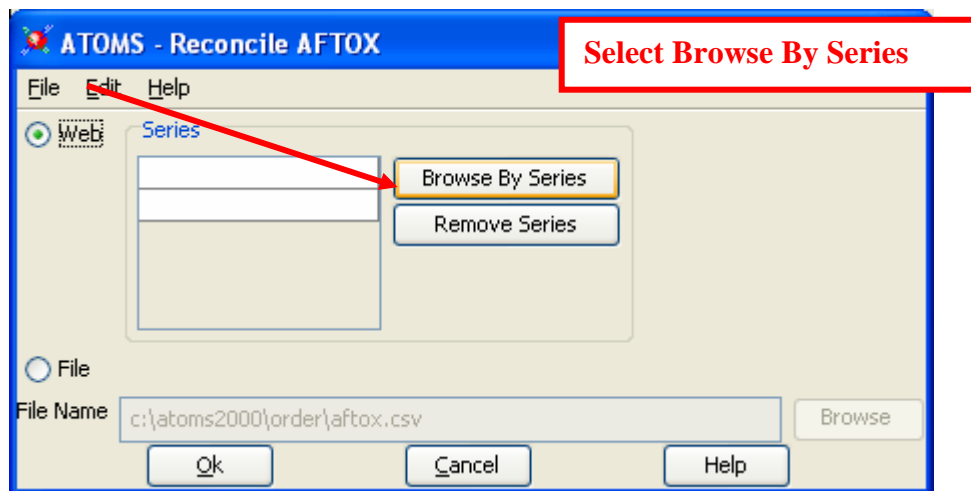 ATOMS - Reconcile AFTOX
Select Browse By Series
File Edit Help
Web
Series
Browse By Series
Remove Series
File
File Name
c:\atoms2000\order\aftox.csv
Browse
Ok
Cancel
Help